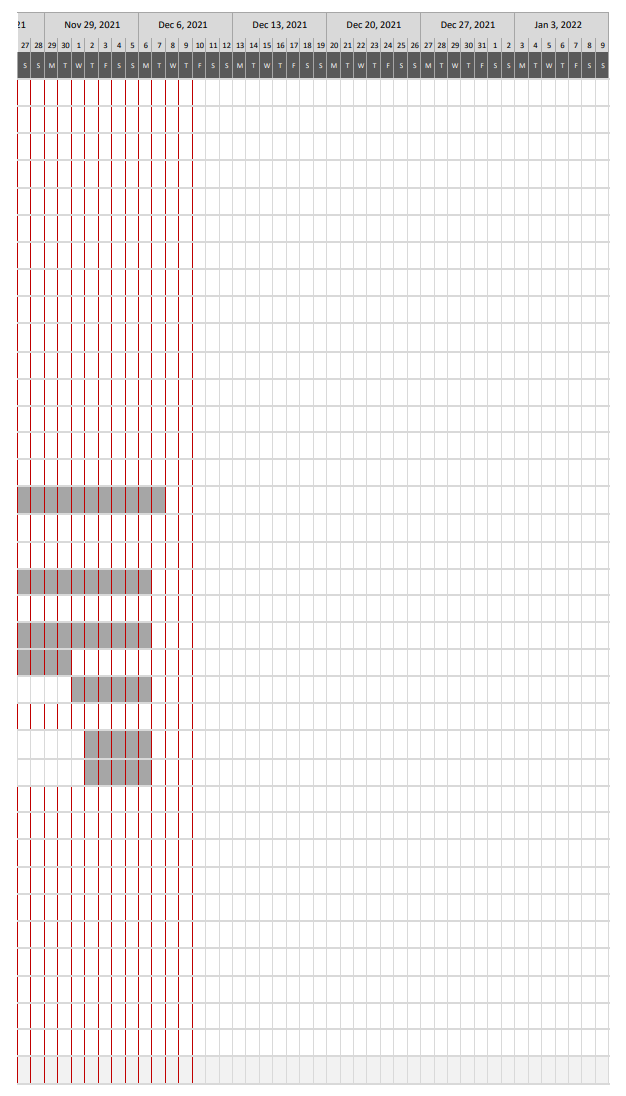 21 Nov 29, 2021 Dec 6, 2021 Dec 13, 2021 Dec 20, 2021 Dec 27, 2021 Jan 3, 2022
27 28 29 30 1 2 3 4 5 6 7 8 9 10 11 12 13 14 15 16 17 18 19 20 21 22 23 24 25 26 27 28 29 30 31 1 2 3 4 5 6 7 8 9
S S M T W T F S S M T W T F S S M T W T F S S M T W T F S S M T W T F S S M T W T F S S